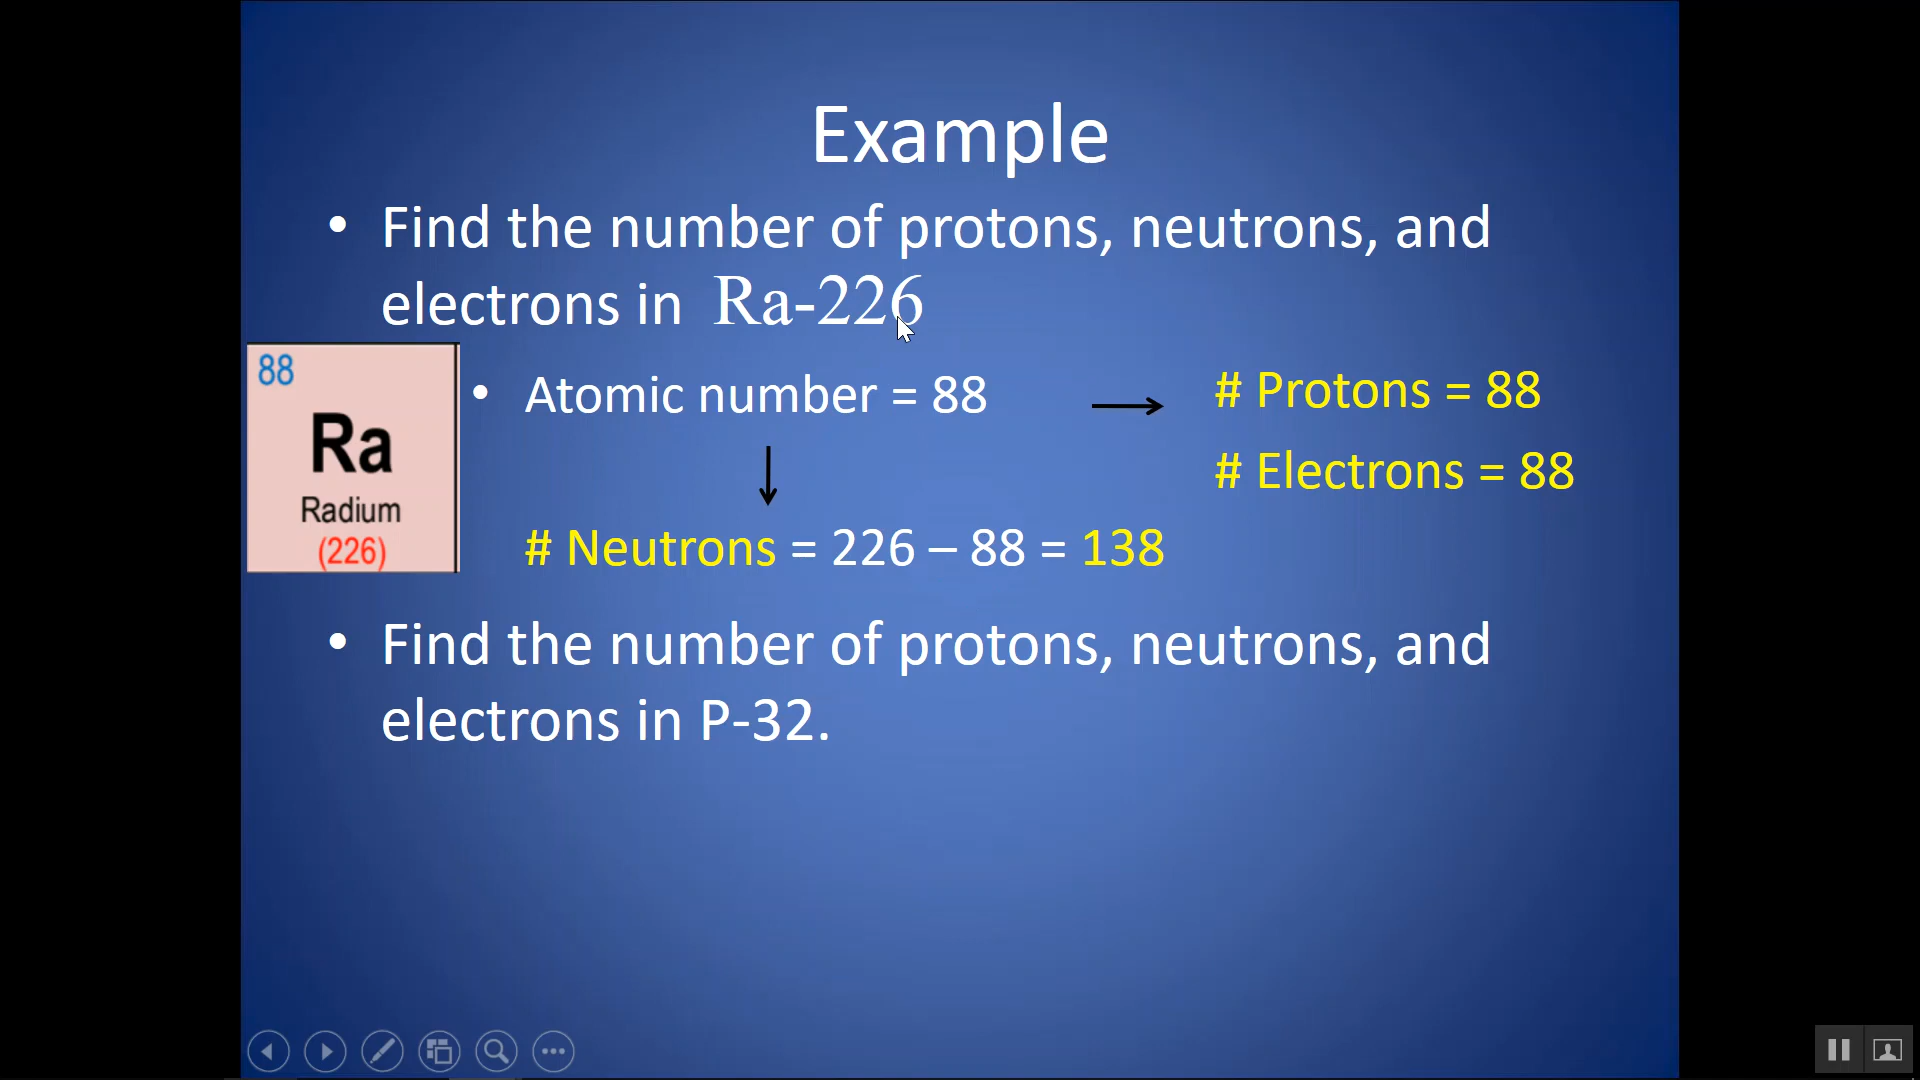 Example
• Find the number of protons, neutrons, and
electrons in Ra-226
88
Ra
Radium
(226)
• Atomic number = 88
# Protons = 88
# Electrons = 88
# Neutrons = 226 – 88 = 138
• Find the number of protons, neutrons, and
electrons in P-32.